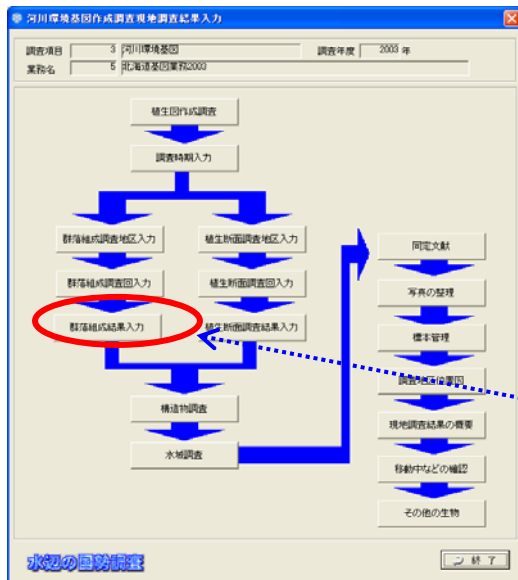 河川環境基図作成調査現地調査結果入力
調査項目 3 河川環境基図 調査年度 2003 年
業務名 5 北海道基図業務2003
植生図作成調査
調査時期入力
群落組成調査地区入力 植生断面調査地区入力
群落組成調査回入力 植生断面調査回入力
群落組成結果入力 植生断面調査結果入力
構造物調査
水域調査
同定文献
写真の整理
標本管理
調査地区位置図
現地調査結果の概要
移動中などの確認
その他の生物
水辺の国勢調査
終 了